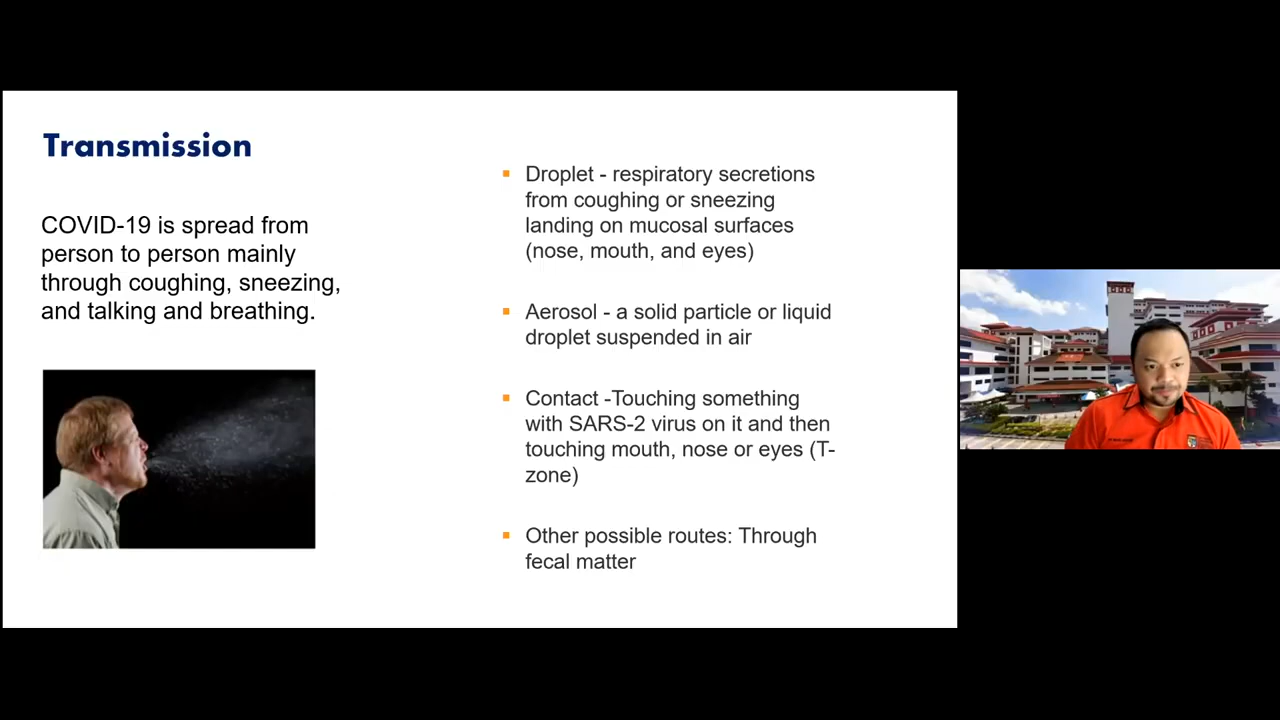 Transmission
COVID-19 is spread from
person to person mainly
through coughing, sneezing,
and talking and breathing.
Droplet - respiratory secretions
from coughing or sneezing
landing on mucosal surfaces
(nose, mouth, and eyes)
Aerosol - a solid particle or liquid
droplet suspended in air
Contact -Touching something
with SARS-2 virus on it and then
touching mouth, nose or eyes (T-
zone)
Other possible routes: Through
fecal matter